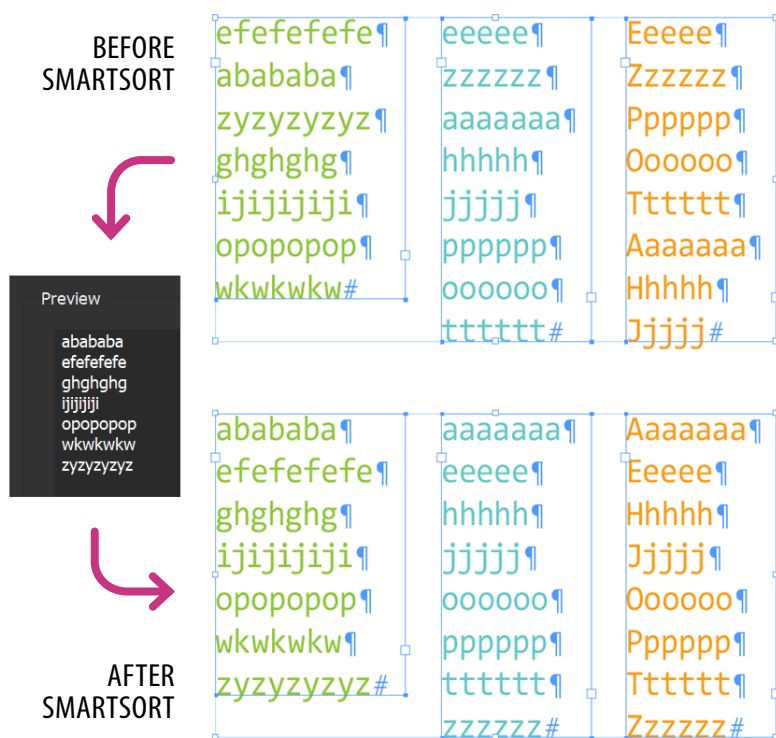 BEFORE
SMARTSORT
efefefefe¶
abababa¶
zyzyzyzyz¶
ghghghg¶
ijijijiji¶
opopopop¶
wkwkwkw#
eeeee¶
zzzzzz¶
aaaaaaa¶
hhhhh¶
jjjjj¶
pppppp¶
oooooo¶
tttttt#
Eeeee¶
Zzzzzz¶
Pppppp¶
Oooooo¶
Tttttt¶
Aaaaaaa¶
Hhhhh¶
Jjjjj#
Preview
abababa
efefefefe
ghghghg
ijijijiji
opopopop
wkwkwkw
zyzyzyzyz
AFTER
SMARTSORT
abababa¶
efefefefe¶
ghghghg¶
ijijijiji¶
opopopop¶
wkwkwkw¶
zyzyzyzyz#
aaaaaaa¶
eeeee¶
hhhhh¶
jjjjj¶
oooooo¶
pppppp¶
tttttt¶
zzzzzz#
Aaaaaaa¶
Eeeee¶
Hhhhh¶
Jjjjj¶
Oooooo¶
Pppppp¶
Tttttt¶
Zzzzzz#